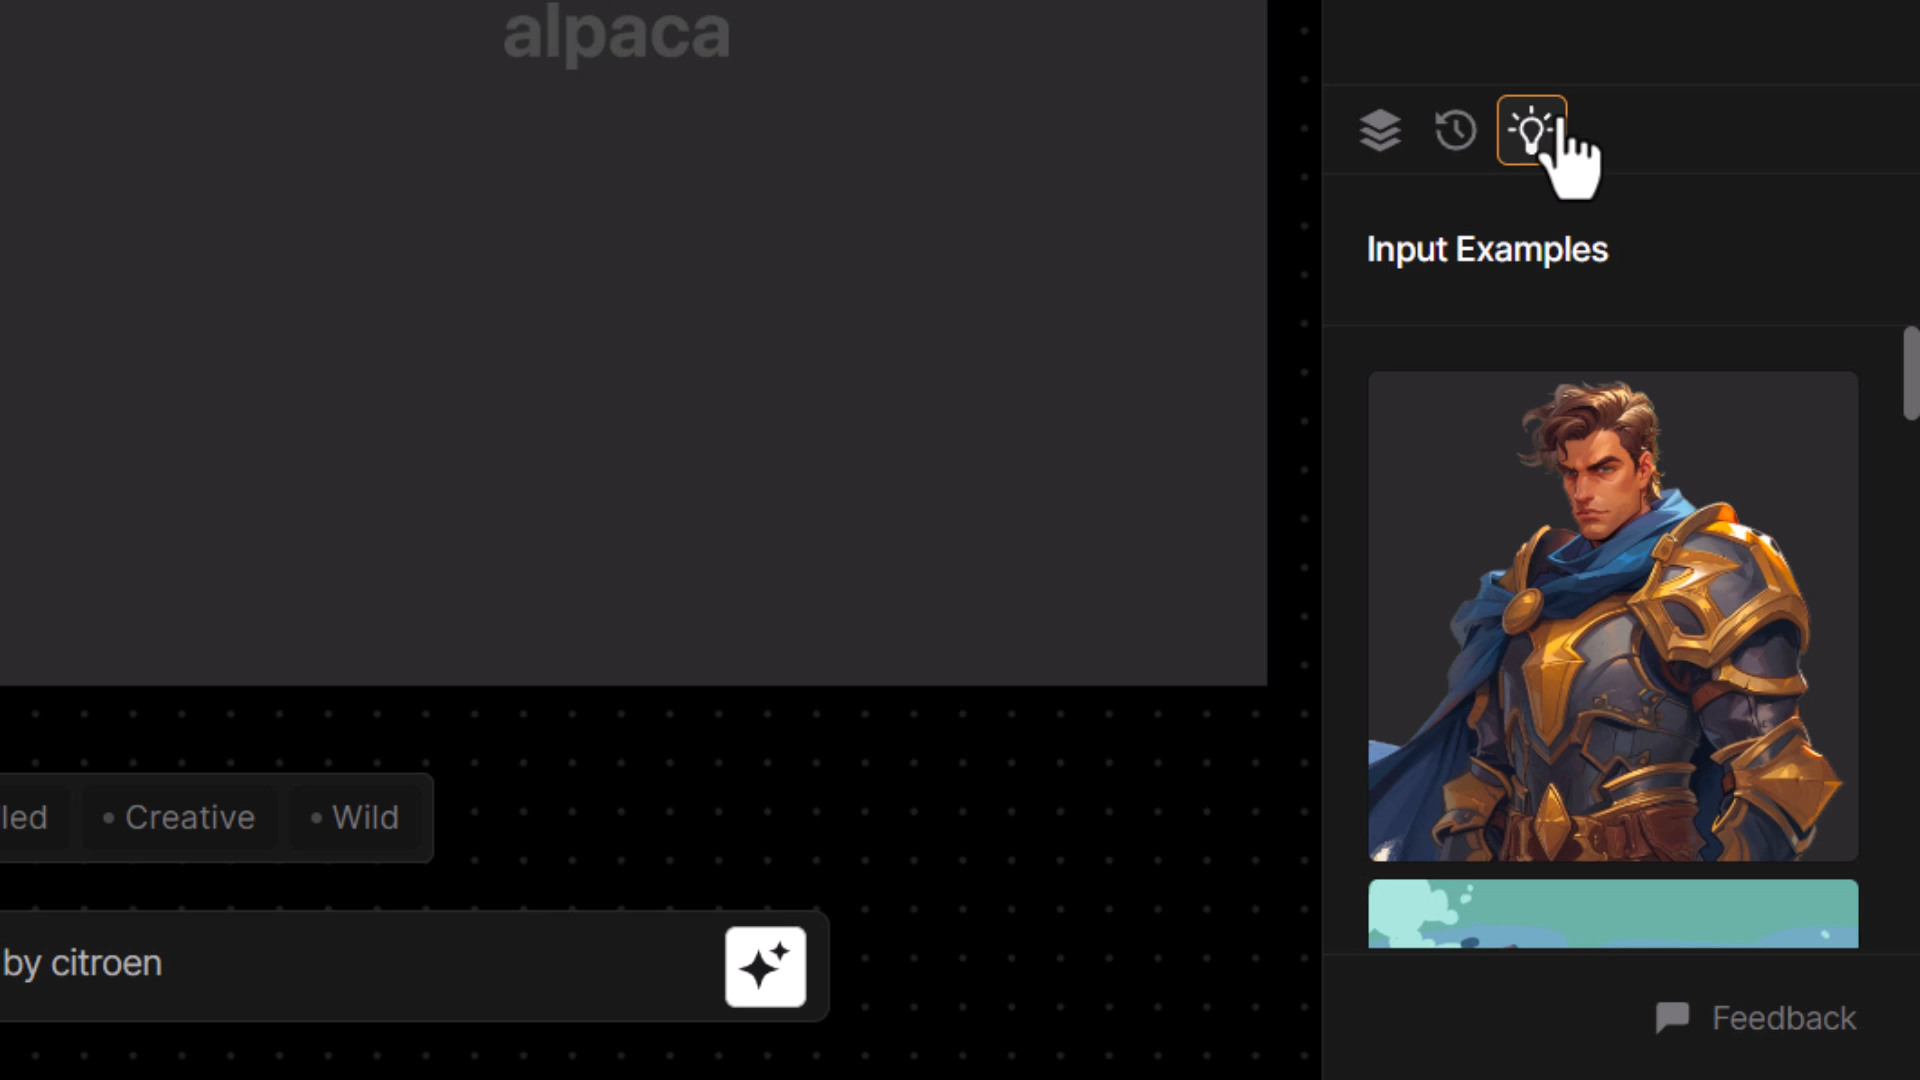 alpaca
Input Examples
led
• Creative
• Wild
by citroen
Feedback